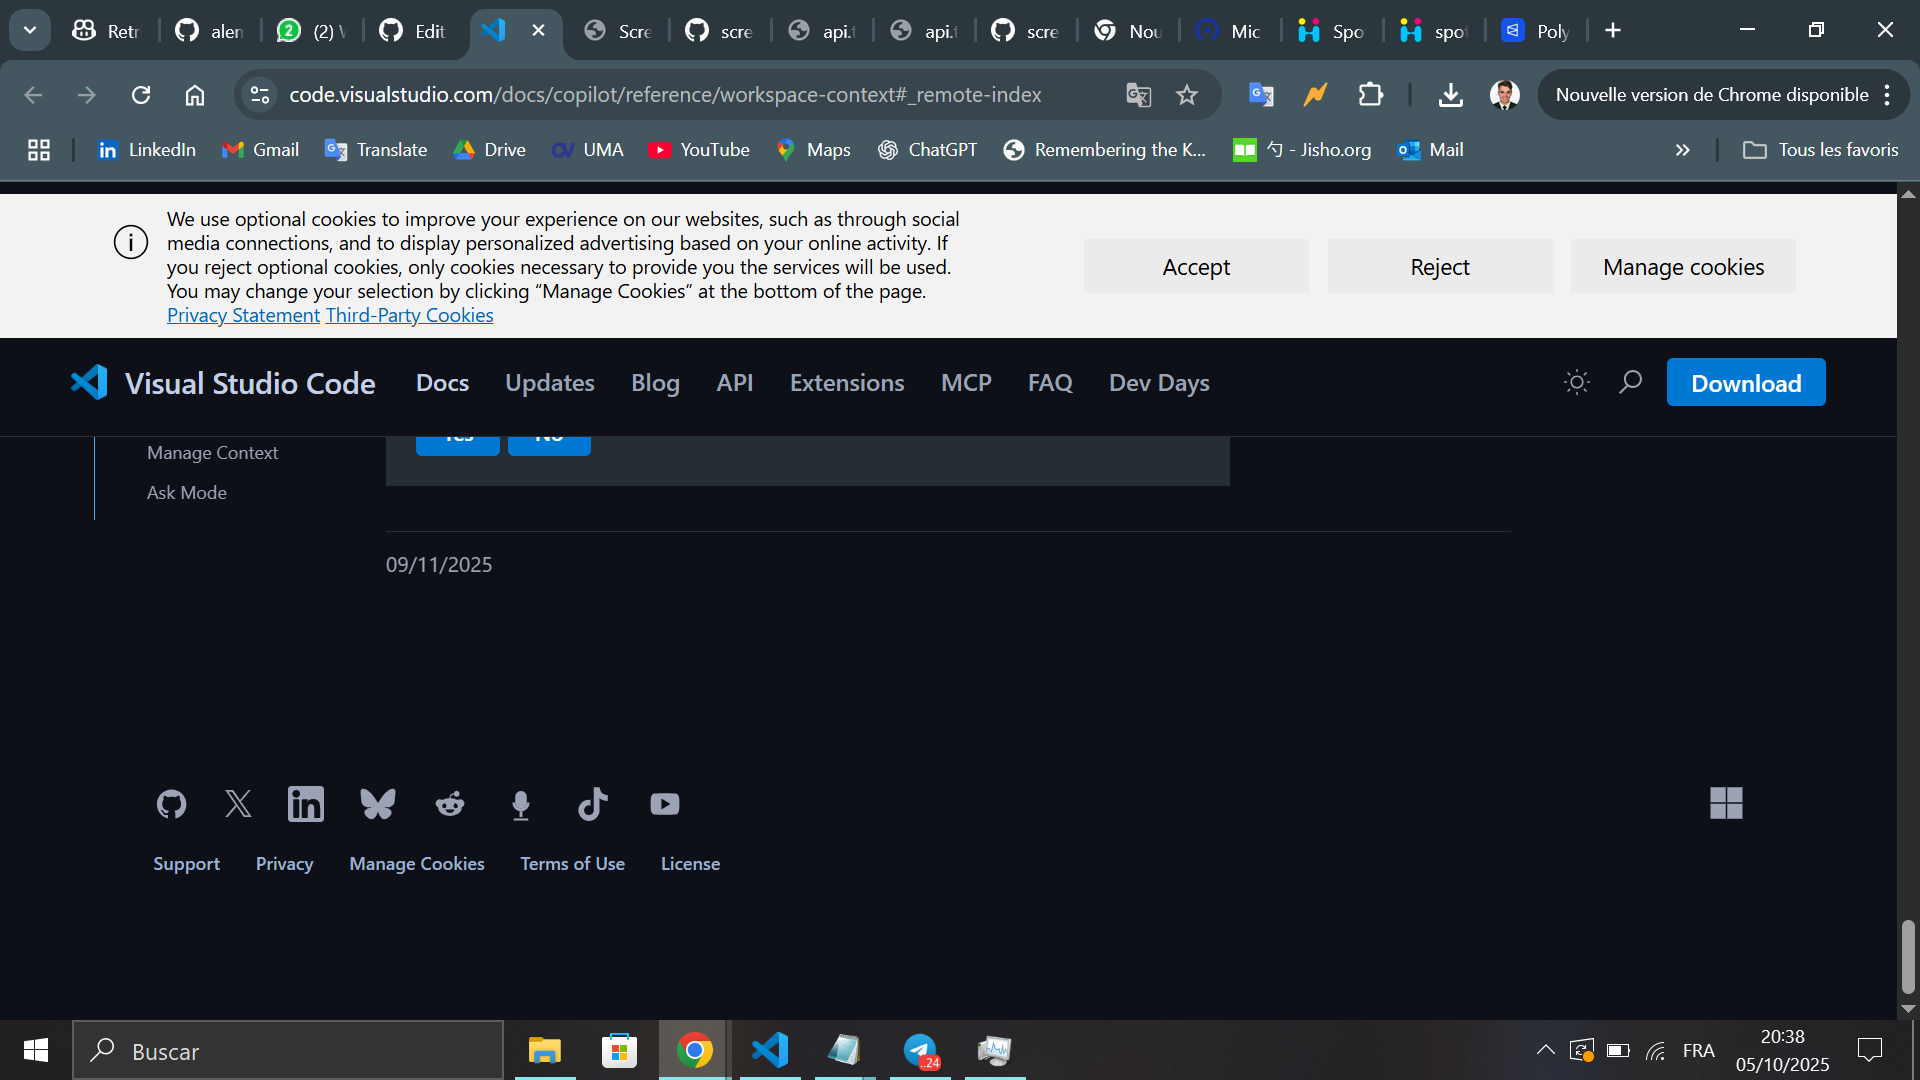 Retr
alen
(2) W
Edit
Scre
scre
api.t
api.t
scre
Nou
Mic
Spo
spot
Poly
code.visualstudio.com/docs/copilot/reference/workspace-context#_remote-index
Nouvelle version de Chrome disponible
LinkedIn
Gmail
Translate
Drive
UMA
YouTube
Maps
ChatGPT
Remembering the K...
勺 - Jisho.org
Mail
Tous les favoris
We use optional cookies to improve your experience on our websites, such as through social
media connections, and to display personalized advertising based on your online activity. If
you reject optional cookies, only cookies necessary to provide you the services will be used.
You may change your selection by clicking “Manage Cookies” at the bottom of the page.
Privacy Statement Third-Party Cookies
Accept
Reject
Manage cookies
Visual Studio Code
Docs
Updates
Blog
API
Extensions
MCP
FAQ
Dev Days
Download
Yes
No
Manage Context
Ask Mode
09/11/2025
Support
Privacy
Manage Cookies
Terms of Use
License
Buscar
..24
FRA
20:38
05/10/2025